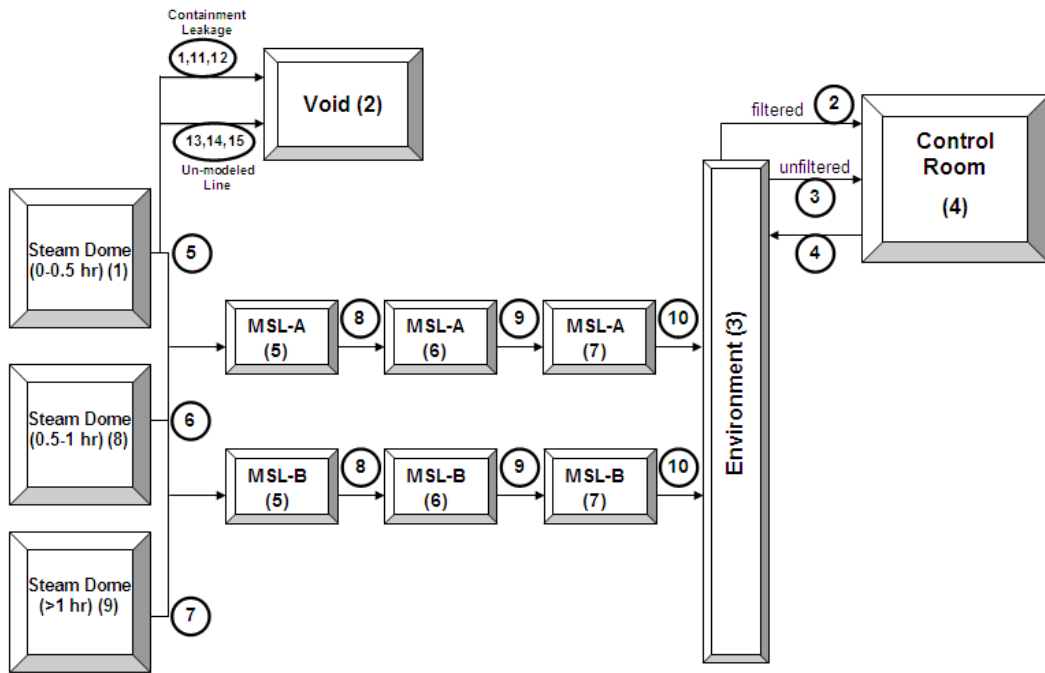 Containment
Leakage
1,11,12
Void (2)
13,14,15
Un-modeled
Line
filtered
2
Control
Room
(4)
unfiltered
3
4
Steam Dome
(0-0.5 hr) (1)
5
MSL-A
(5)
8
MSL-A
(6)
9
MSL-A
(7)
10
Environment (3)
Steam Dome
(0.5-1 hr) (8)
6
MSL-B
(5)
8
MSL-B
(6)
9
MSL-B
(7)
10
Steam Dome
(>1 hr) (9)
7